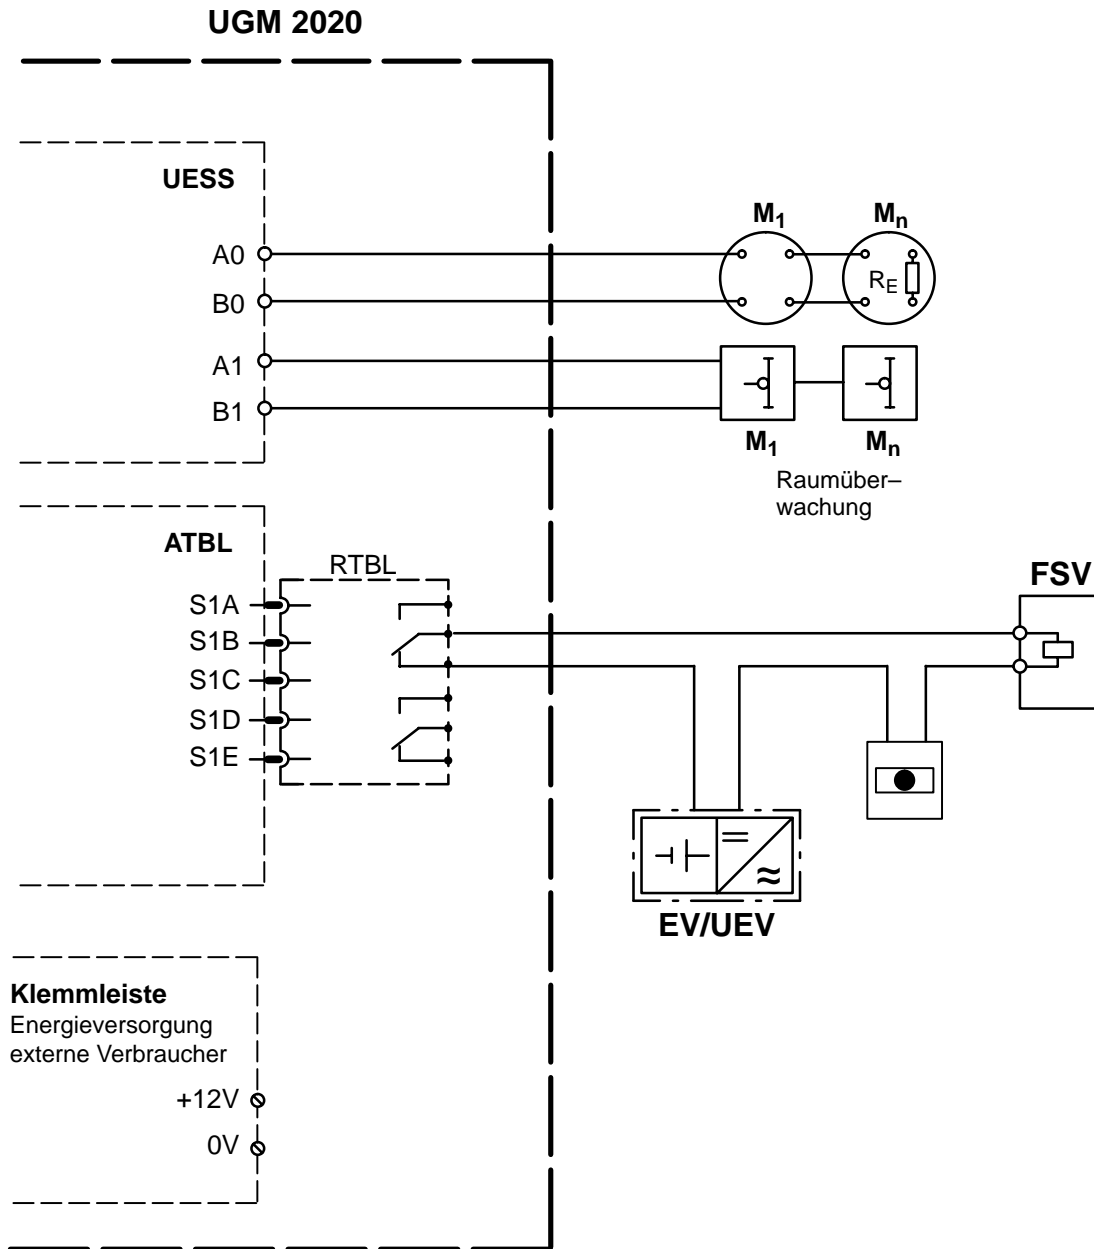 UGM 2020
UESS
A0
B0
A1
B1
M1
Mn
RE
M1
Mn
Raumüber–
wachung
ATBL
RTBL
S1A
S1B
S1C
S1D
S1E
FSV
EV/UEV
Klemmleiste
Energieversorgung
externe Verbraucher
+12V
0V